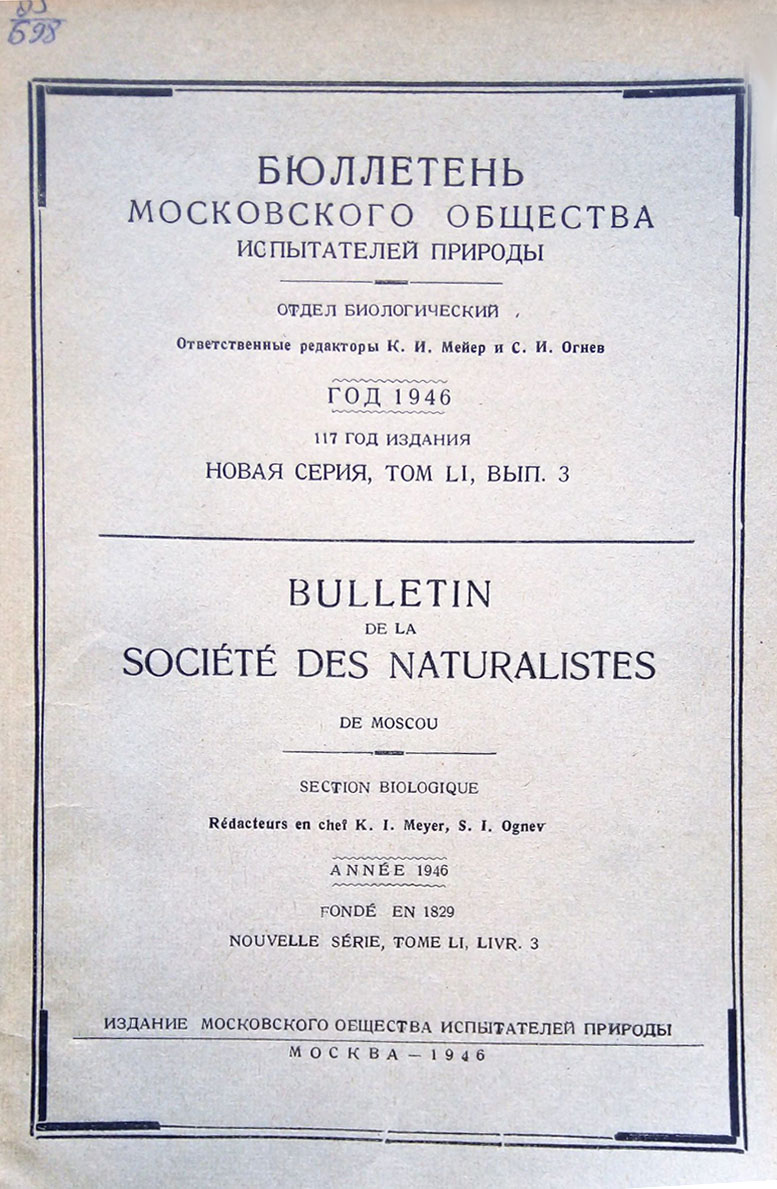 Б98
БЮЛЛЕТЕНЬ
МОСКОВСКОГО ОБЩЕСТВА
ИСПЫТАТЕЛЕЙ ПРИРОДЫ
ОТДЕЛ БИОЛОГИЧЕСКИЙ
Ответственные редакторы К. И. Мейер и С. И. Огнев
ГОД 1946
117 ГОД ИЗДАНИЯ
НОВАЯ СЕРИЯ, ТОМ LI, ВЫП. 3
BULLETIN
DE LA
SOCIÉTÉ DES NATURALISTES
DE MOSCOU
SECTION BIOLOGIQUE
Rédacteurs en chef K. I. Meyer, S. I. Ognev
ANNÉE 1946
FONDÉ EN 1829
NOUVELLE SÉRIE, TOME LI, LIVR. 3
ИЗДАНИЕ МОСКОВСКОГО ОБЩЕСТВА ИСПЫТАТЕЛЕЙ ПРИРОДЫ
МОСКВА — 1946